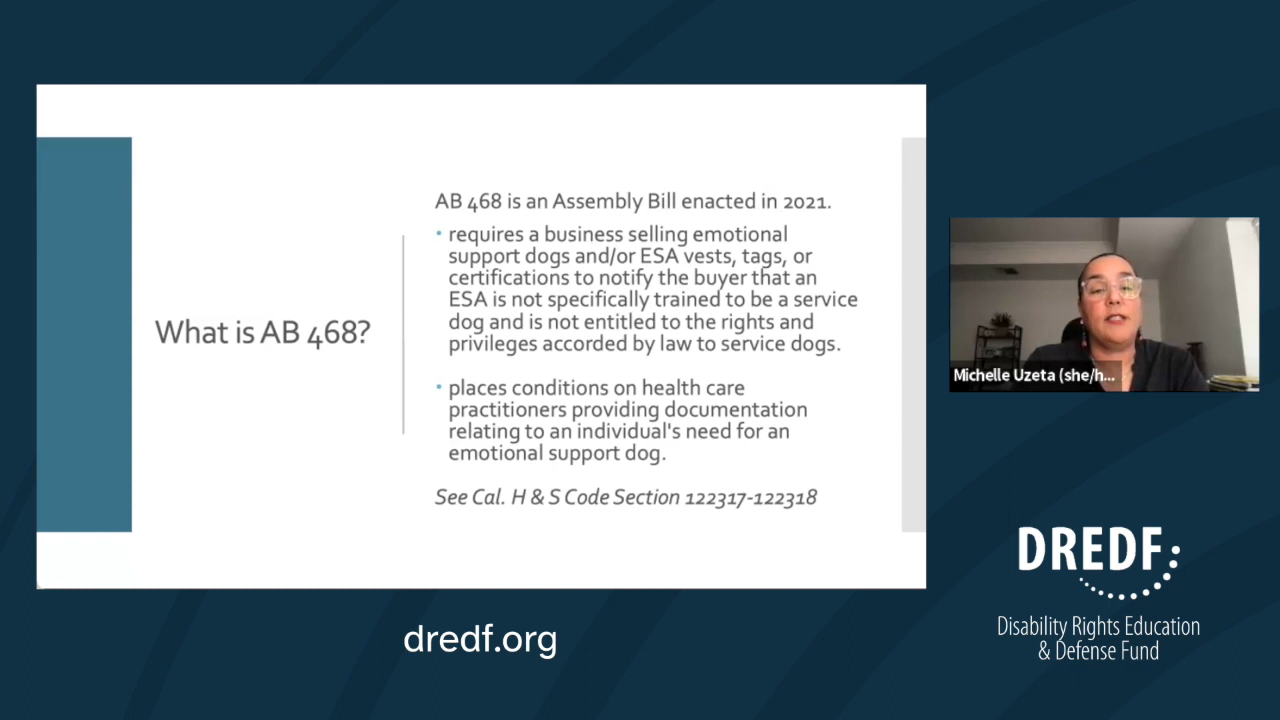 What is AB 468?
AB 468 is an Assembly Bill enacted in 2021.
• requires a business selling emotional
support dogs and/or ESA vests, tags, or
certifications to notify the buyer that an
ESA is not specifically trained to be a service
dog and is not entitled to the rights and
privileges accorded by law to service dogs.
• places conditions on health care
practitioners providing documentation
relating to an individual's need for an
emotional support dog.
See Cal. H & S Code Section 122317-122318
Michelle Uzeta (she/h...
DREDF
Disability Rights Education
& Defense Fund
dredf.org